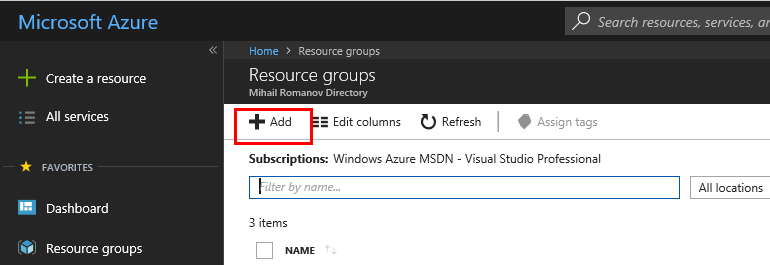 Microsoft Azure
Search resources, services, a
Create a resource
All services
FAVORITES
Dashboard
Resource groups
Home > Resource groups
Resource groups
Mihail Romanov Directory
Add Edit columns Refresh Assign tags
Subscriptions: Windows Azure MSDN - Visual Studio Professional
Filter by name...
All locations
3 items
NAME